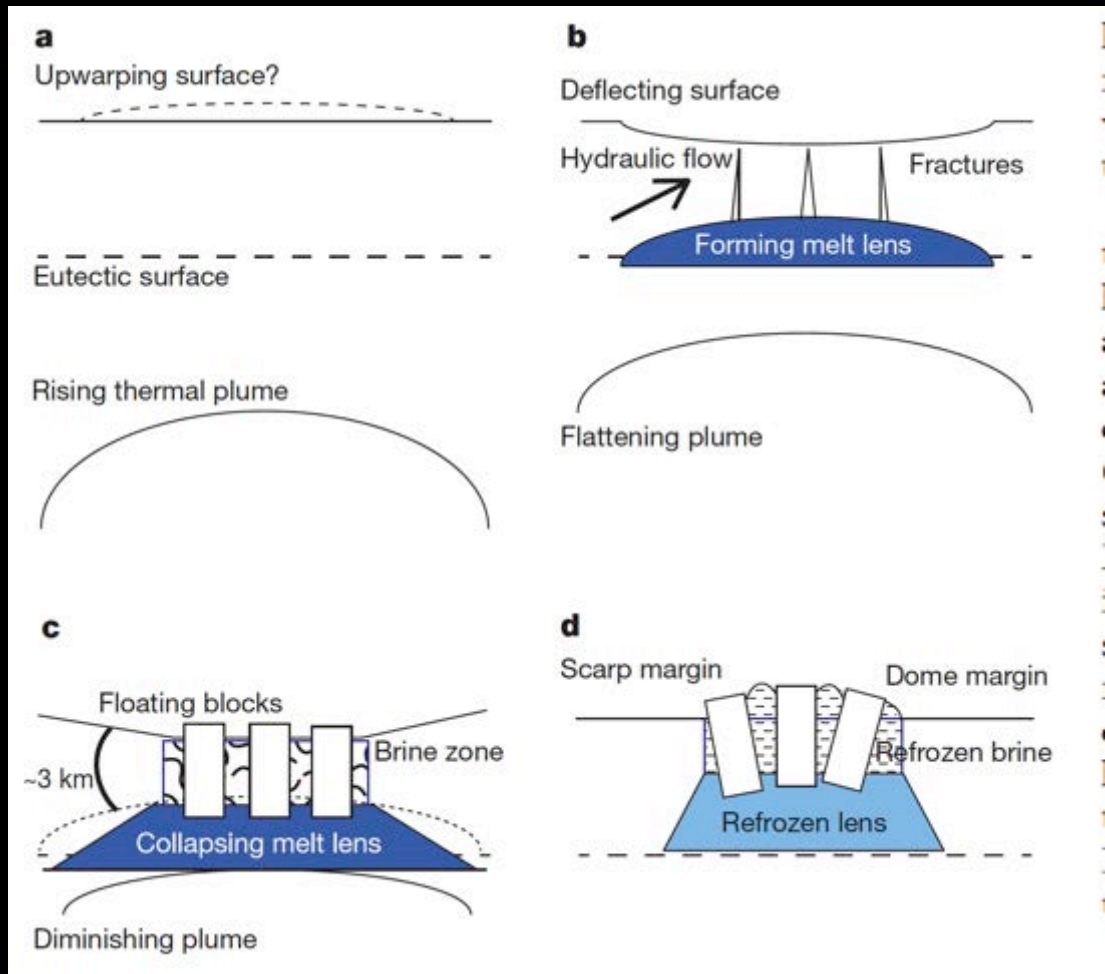 a
Upwarping surface?
Eutectic surface
Rising thermal plume
b
Deflecting surface
Hydraulic flow
Fractures
Forming melt lens
Flattening plume
c
Floating blocks
Brine zone
~3 km
Collapsing melt lens
Diminishing plume
d
Scarp margin
Dome margin
Refrozen brine
Refrozen lens